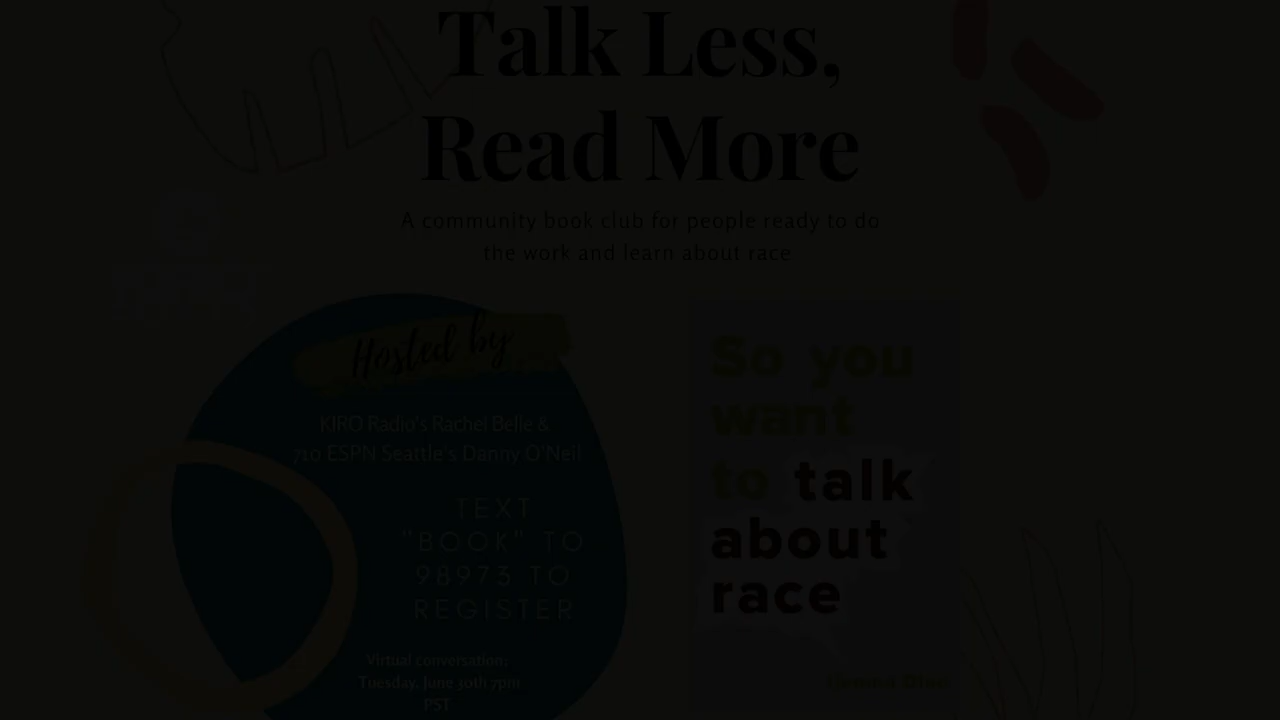 Talk Less,
Read More
A community book club for people ready to do
the work and learn about race
Hosted by
KIRO Radio's Rachel Belle &
710 ESPN Seattle's Danny O'Neil
TEXT
"BOOK" TO
98973 TO
REGISTER
Virtual conversation:
Tuesday, June 30th 7pm
PST
So you
want
to talk
about
race